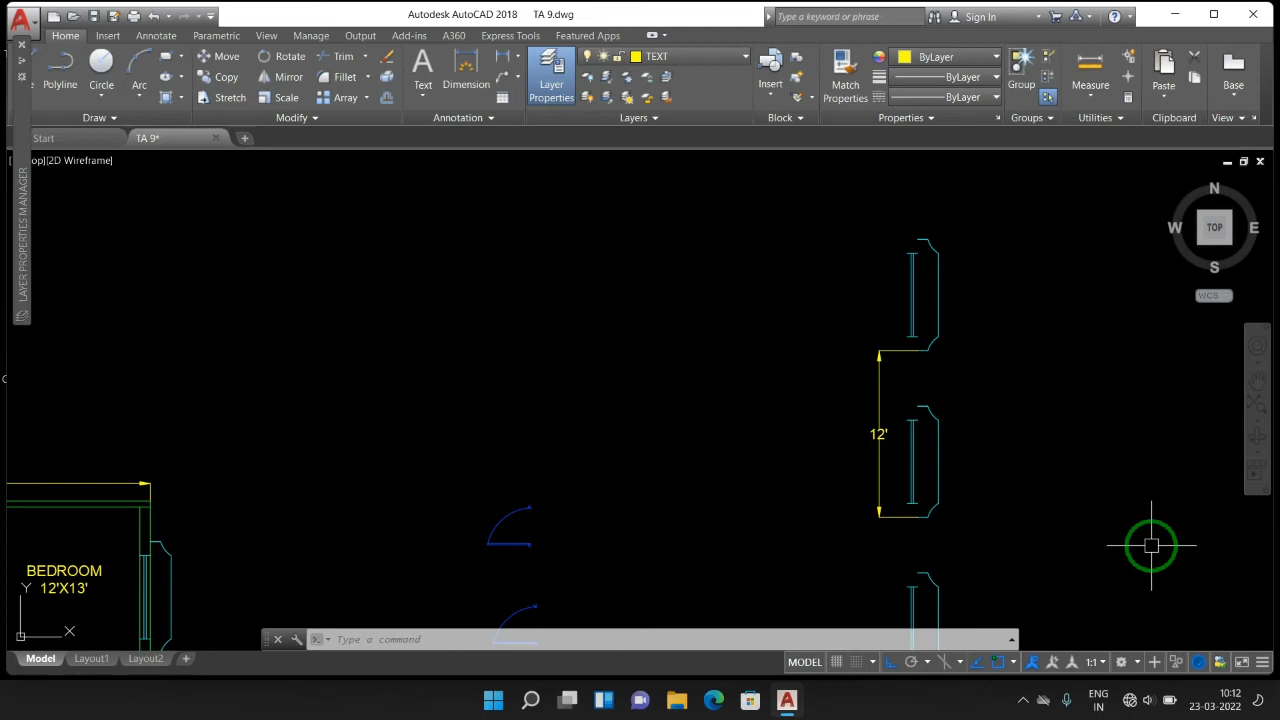 Autodesk AutoCAD 2018 TA 9.dwg
Type a keyword or phrase
Sign In
Home Insert Annotate Parametric View Manage Output Add-ins A360 Express Tools Featured Apps
Polyline Circle Arc
Move Rotate Trim
Copy Mirror Fillet
Stretch Scale Array
Text Dimension
Layer Properties
TEXT
Insert
Match Properties
ByLayer
ByLayer
ByLayer
Group
Measure
Paste
Base
Draw Modify Annotation Layers Block Properties Groups Utilities Clipboard View
Start TA 9*
op][2D Wireframe]
LAYER PROPERTIES MANAGER
N
W TOP E
S
WCS
12'
BEDROOM
12'X13'
Y
X
Type a command
Model Layout1 Layout2
MODEL 1:1
ENG
IN
10:12
23-03-2022